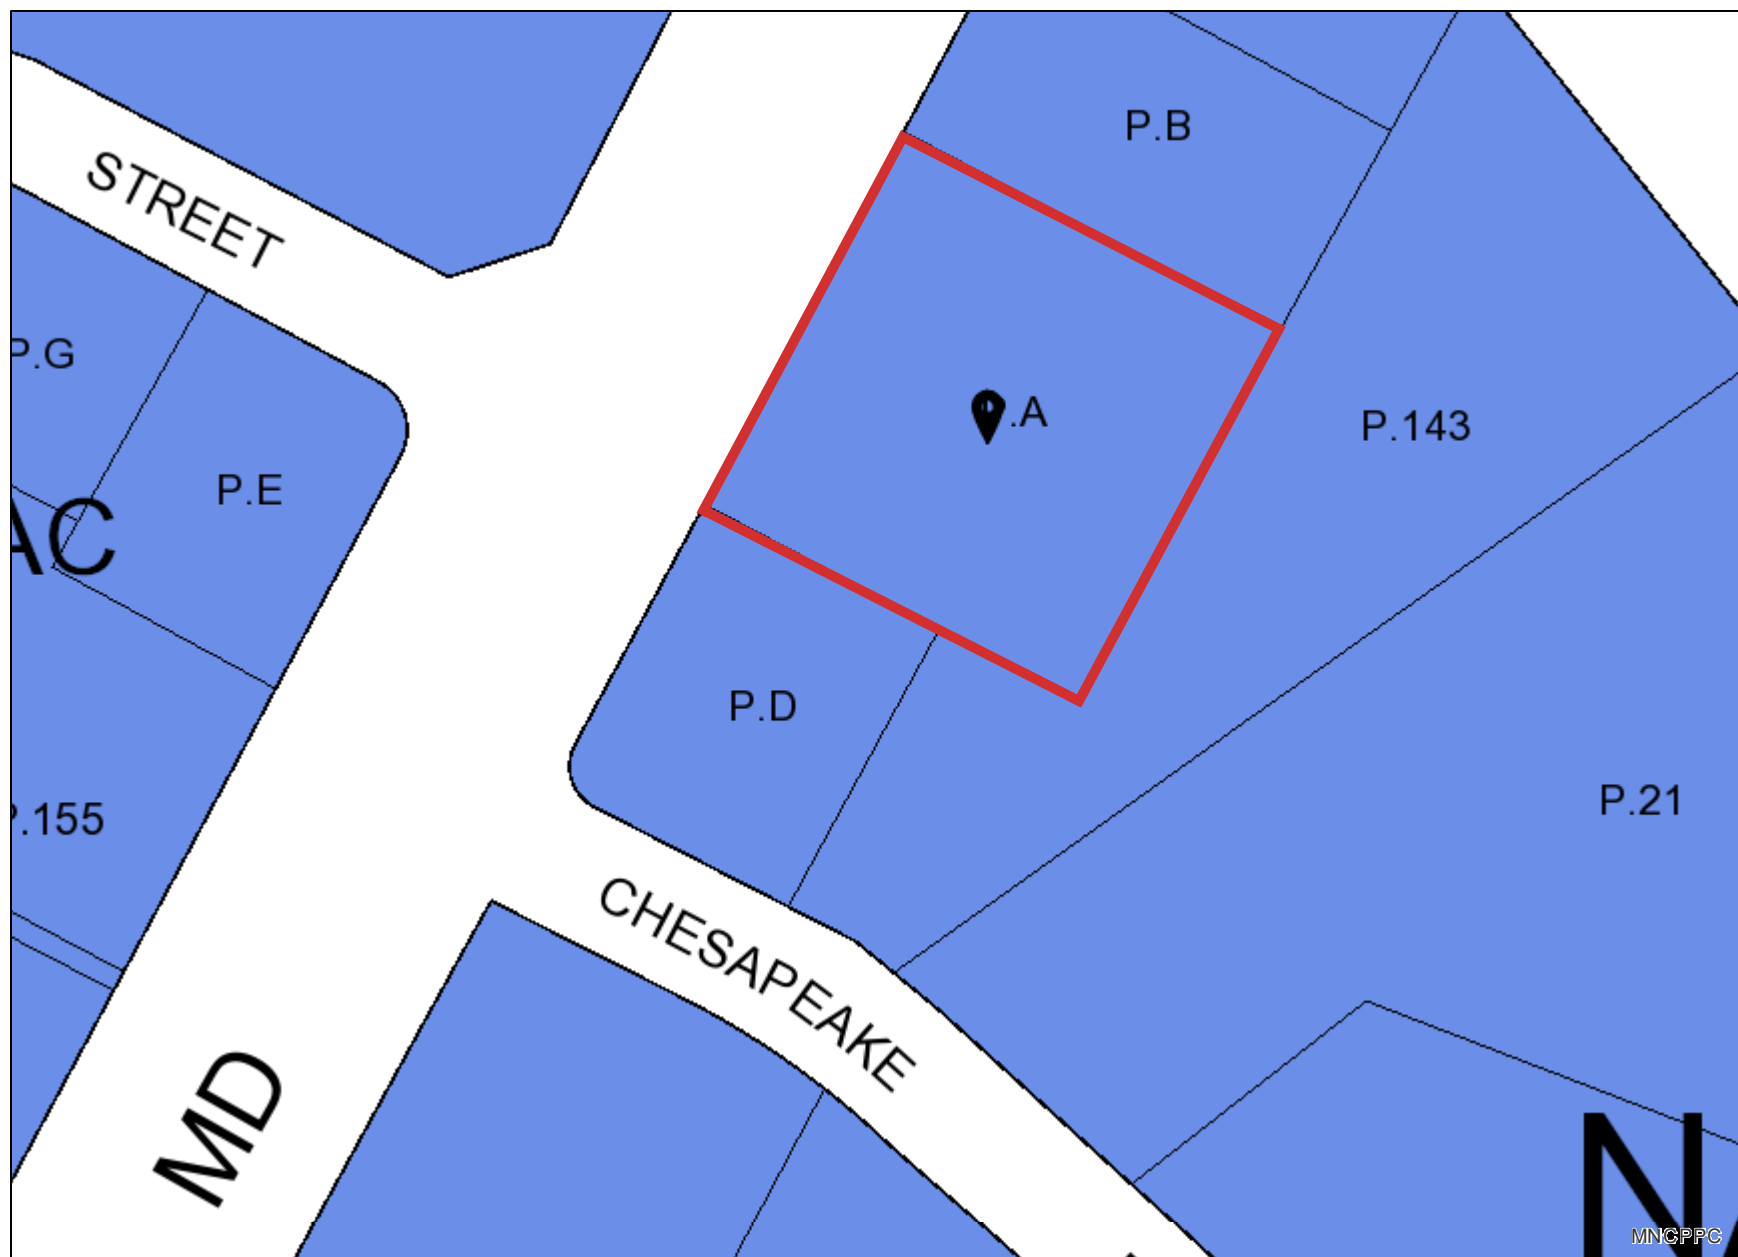 P.B
STREET
P.G
.A
P.143
P.E
AC
P.D
P.21
P.155
CHESAPEAKE
MD
N
MNCPPC